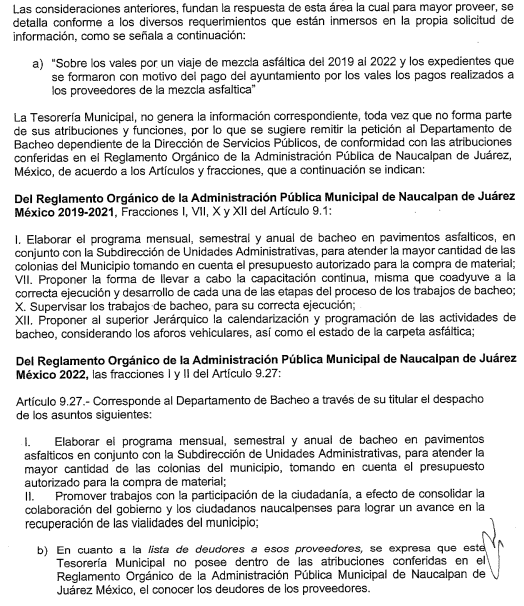 Las consideraciones anteriores, fundan la respuesta de esta área la cual para mayor proveer, se
detalla conforme a los diversos requerimientos que están inmersos en la propia solicitud de
información, como se señala a continuación:
a) “Sobre los vales por un viaje de mezcla asfáltica del 2019 al 2022 y los expedientes que
se formaron con motivo del pago del ayuntamiento por los vales los pagos realizados a
los proveedores de la mezcla asfaltica”
La Tesorería Municipal, no genera la información correspondiente, toda vez que no forma parte
de sus atribuciones y funciones, por lo que se sugiere remitir la petición al Departamento de
Bacheo dependiente de la Dirección de Servicios Públicos, de conformidad con las atribuciones
conferidas en el Reglamento Orgánico de la Administración Pública de Naucalpan de Juárez,
México, de acuerdo a los Artículos y fracciones, que a continuación se indican:
Del Reglamento Orgánico de la Administración Pública Municipal de Naucalpan de Juárez
México 2019-2021, Fracciones I, VII, X y XII del Artículo 9.1:
I. Elaborar el programa mensual, semestral y anual de bacheo en pavimentos asfalticos, en
conjunto con la Subdirección de Unidades Administrativas, para atender la mayor cantidad de las
colonias del Municipio tomando en cuenta el presupuesto autorizado para la compra de material;
VII. Proponer la forma de llevar a cabo la capacitación continua, misma que coadyuve a la
correcta ejecución y desarrollo de cada una de las etapas del proceso de los trabajos de bacheo;
X. Supervisar los trabajos de bacheo, para su correcta ejecución;
XII. Proponer al superior Jerárquico la calendarización y programación de las actividades de
bacheo, considerando los aforos vehiculares, así como el estado de la carpeta asfáltica;
Del Reglamento Orgánico de la Administración Pública Municipal de Naucalpan de Juárez
México 2022, las fracciones I y II del Artículo 9.27:
Artículo 9.27.- Corresponde al Departamento de Bacheo a través de su titular el despacho
de los asuntos siguientes:
I. Elaborar el programa mensual, semestral y anual de bacheo en pavimentos
asfalticos en conjunto con la Subdirección de Unidades Administrativas, para atender la
mayor cantidad de las colonias del municipio, tomando en cuenta el presupuesto
autorizado para la compra de material;
II. Promover trabajos con la participación de la ciudadanía, a efecto de consolidar la
colaboración del gobierno y los ciudadanos naucalpenses para lograr un avance en la
recuperación de las vialidades del municipio;
b) En cuanto a la lista de deudores a esos proveedores, se expresa que este
Tesorería Municipal no posee dentro de las atribuciones conferidas en el
Reglamento Orgánico de la Administración Pública Municipal de Naucalpan de
Juárez México, el conocer los deudores de los proveedores.